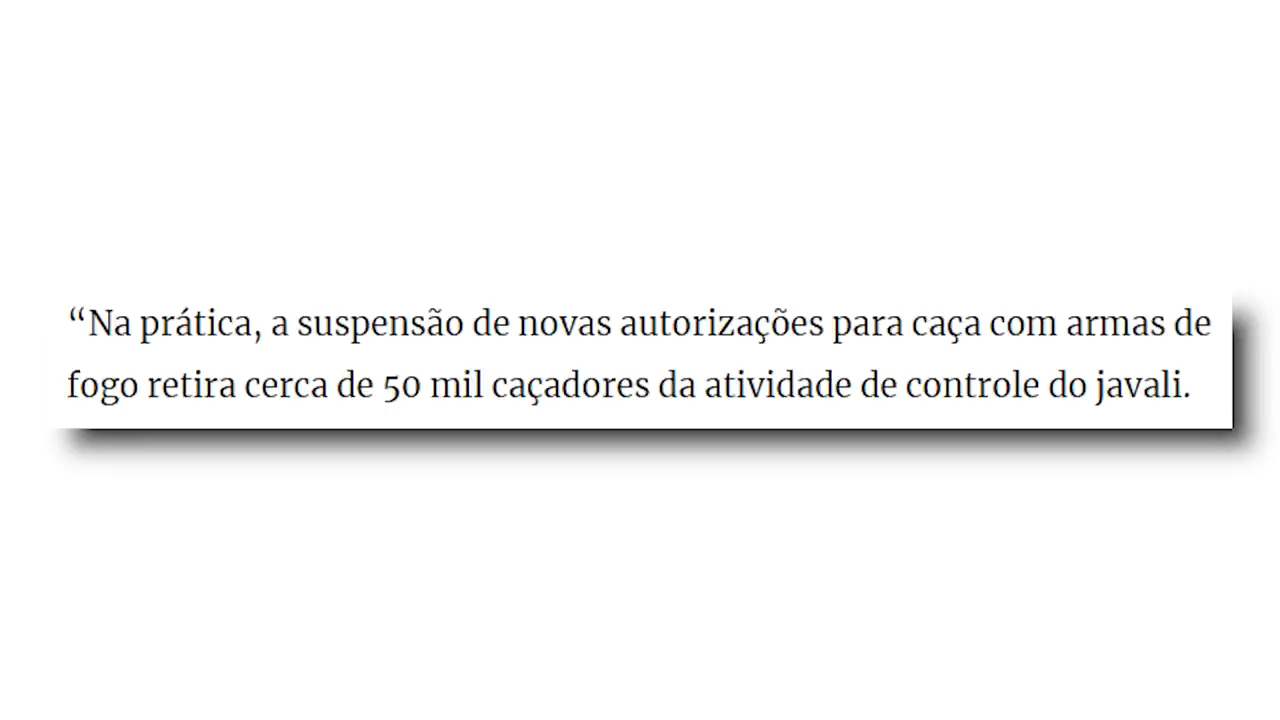 “Na prática, a suspensão de novas autorizações para caça com armas de
fogo retira cerca de 50 mil caçadores da atividade de controle do javali.